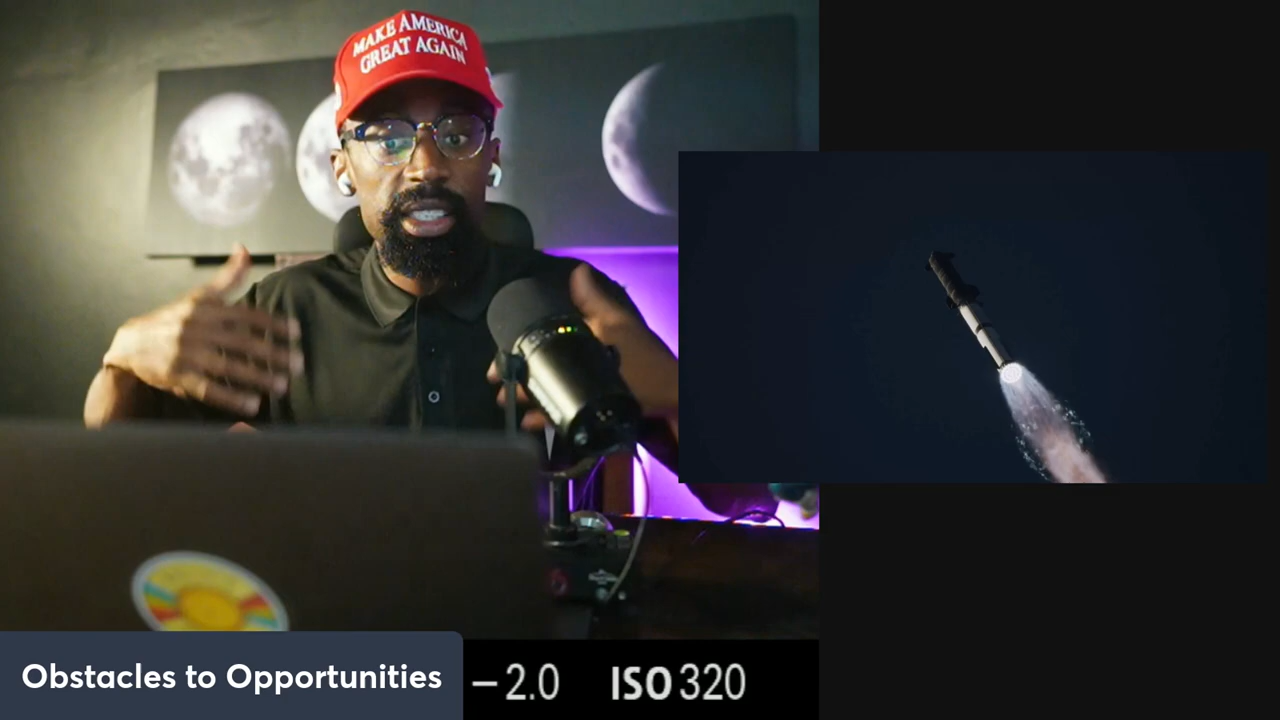 MAKE AMERICA
GREAT AGAIN
Obstacles to Opportunities
–2.0 ISO 320